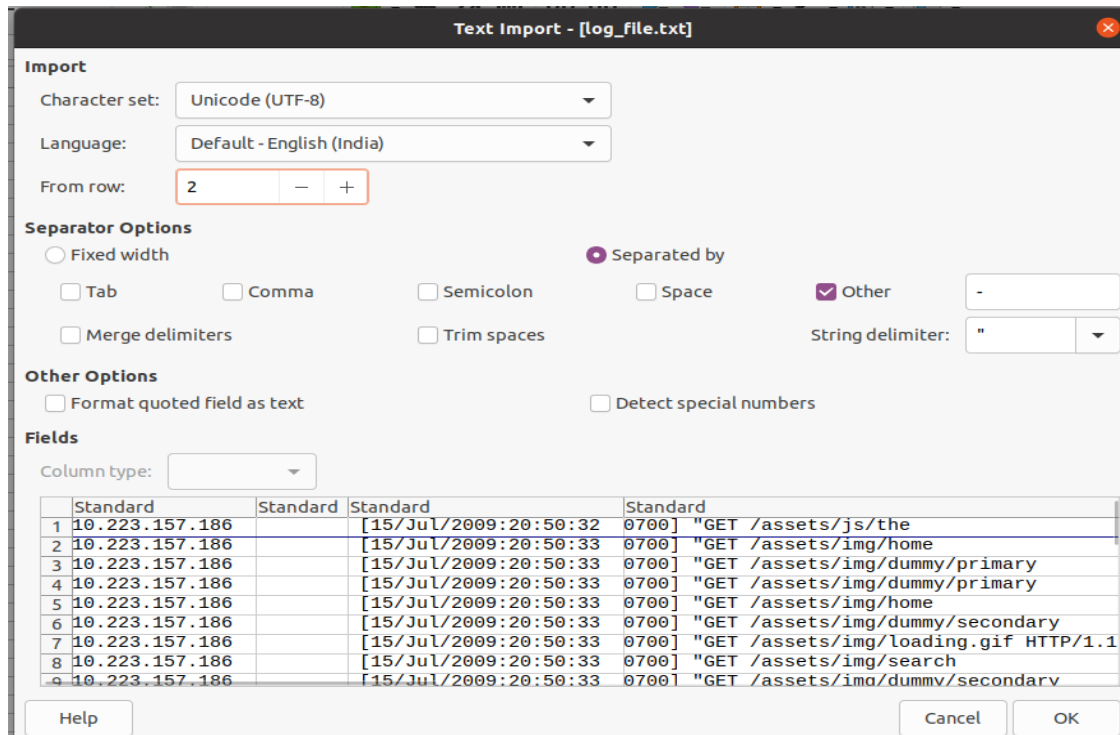 Text Import - [log_file.txt]
Import
Character set: Unicode (UTF-8)
Language: Default - English (India)
From row: 2 − +
Separator Options
Fixed width Separated by
Tab Comma Semicolon Space Other -
Merge delimiters Trim spaces String delimiter: "
Other Options
Format quoted field as text Detect special numbers
Fields
Column type:
Standard Standard Standard Standard
1 10.223.157.186 [15/Jul/2009:20:50:32 0700] "GET /assets/js/the
2 10.223.157.186 [15/Jul/2009:20:50:33 0700] "GET /assets/img/home
3 10.223.157.186 [15/Jul/2009:20:50:33 0700] "GET /assets/img/dummy/primary
4 10.223.157.186 [15/Jul/2009:20:50:33 0700] "GET /assets/img/dummy/primary
5 10.223.157.186 [15/Jul/2009:20:50:33 0700] "GET /assets/img/home
6 10.223.157.186 [15/Jul/2009:20:50:33 0700] "GET /assets/img/dummy/secondary
7 10.223.157.186 [15/Jul/2009:20:50:33 0700] "GET /assets/img/loading.gif HTTP/1.1
8 10.223.157.186 [15/Jul/2009:20:50:33 0700] "GET /assets/img/search
9 10.223.157.186 [15/Jul/2009:20:50:33 0700] "GET /assets/img/dummy/secondary
Help Cancel OK